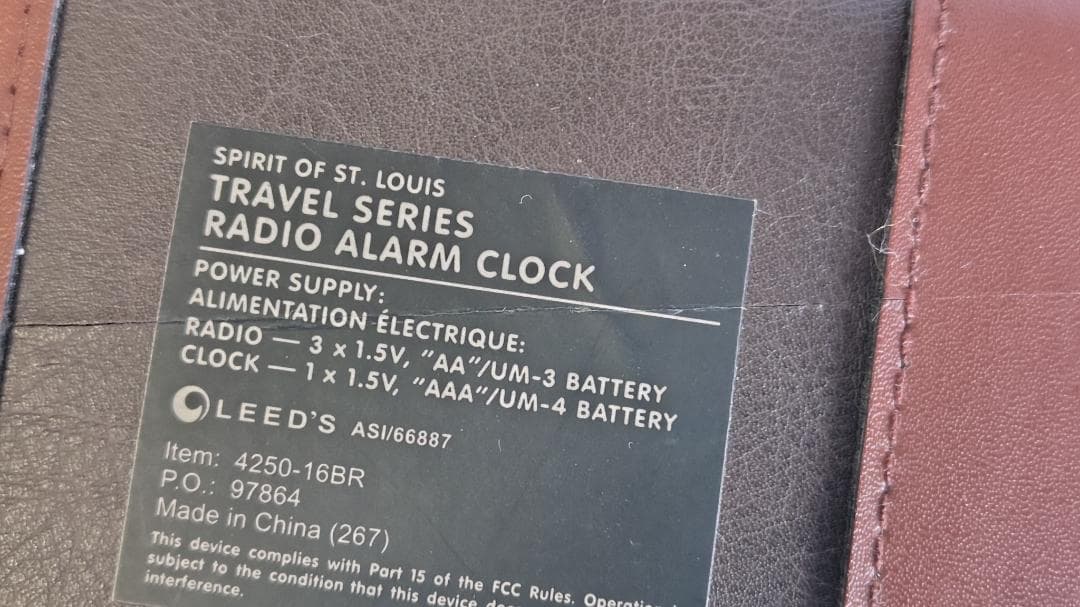 SPIRIT OF ST. LOUIS
TRAVEL SERIES
RADIO ALARM CLOCK
POWER SUPPLY:
ALIMENTATION ÉLECTRIQUE:
RADIO — 3 x 1.5V, "AA"/UM-3 BATTERY
CLOCK — 1 x 1.5V, "AAA"/UM-4 BATTERY
LEED'S ASI/66887
Item: 4250-16BR
P.O.: 97864
Made in China (267)
This device complies with Part 15 of the FCC Rules.
subject to the condition that this device
interference.